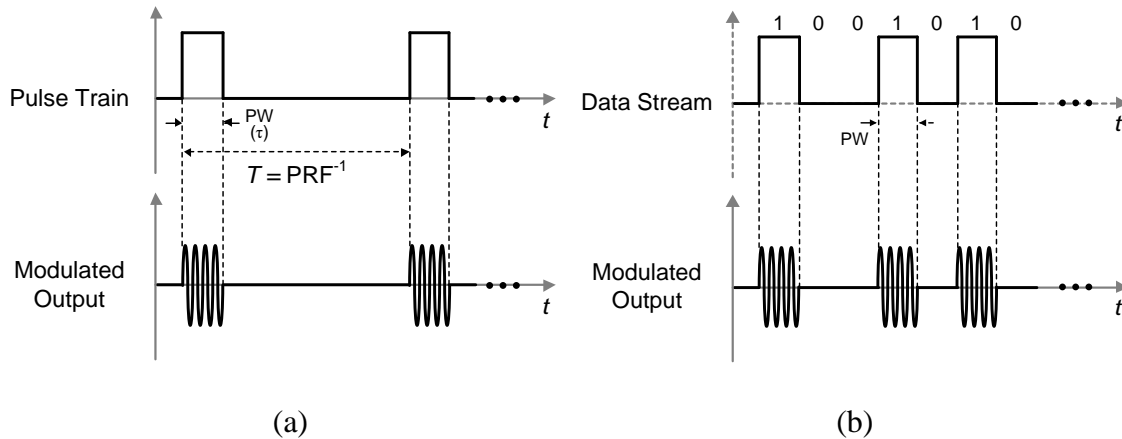 Pulse Train
PW
(τ)
t
T = PRF⁻¹
Modulated
Output
t
(a)
1 0 0 1 0 1 0
Data Stream
PW
t
Modulated
Output
t
(b)